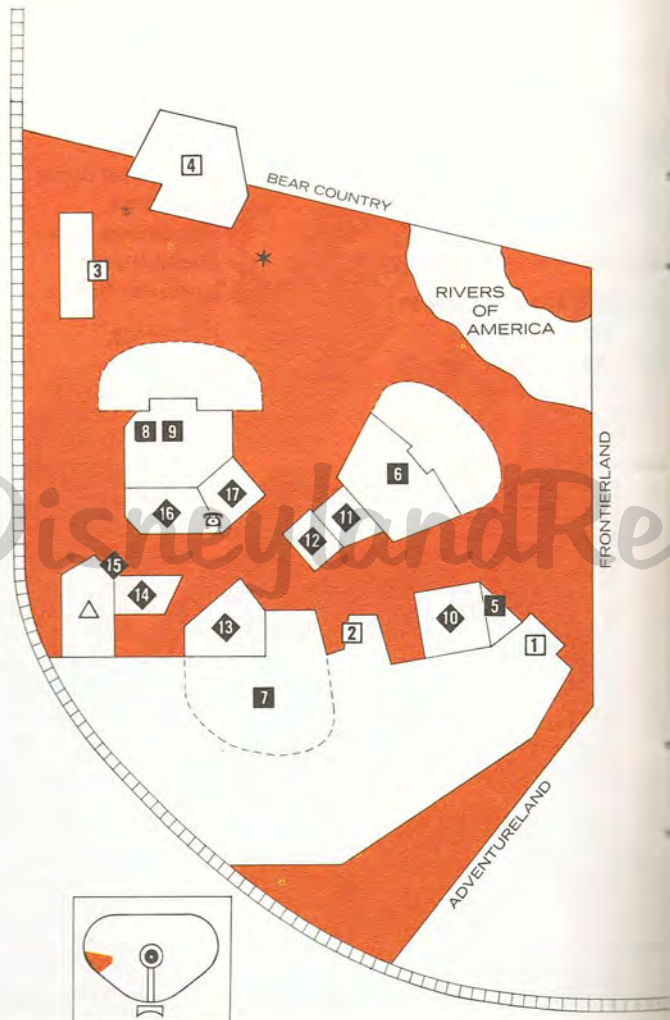 4
BEAR COUNTRY
3
RIVERS
OF
AMERICA
8 9
6
FRONTIERLAND
17
16
11
12
15
14
13
10
5
2
1
7
ADVENTURELAND
DisneylandRe